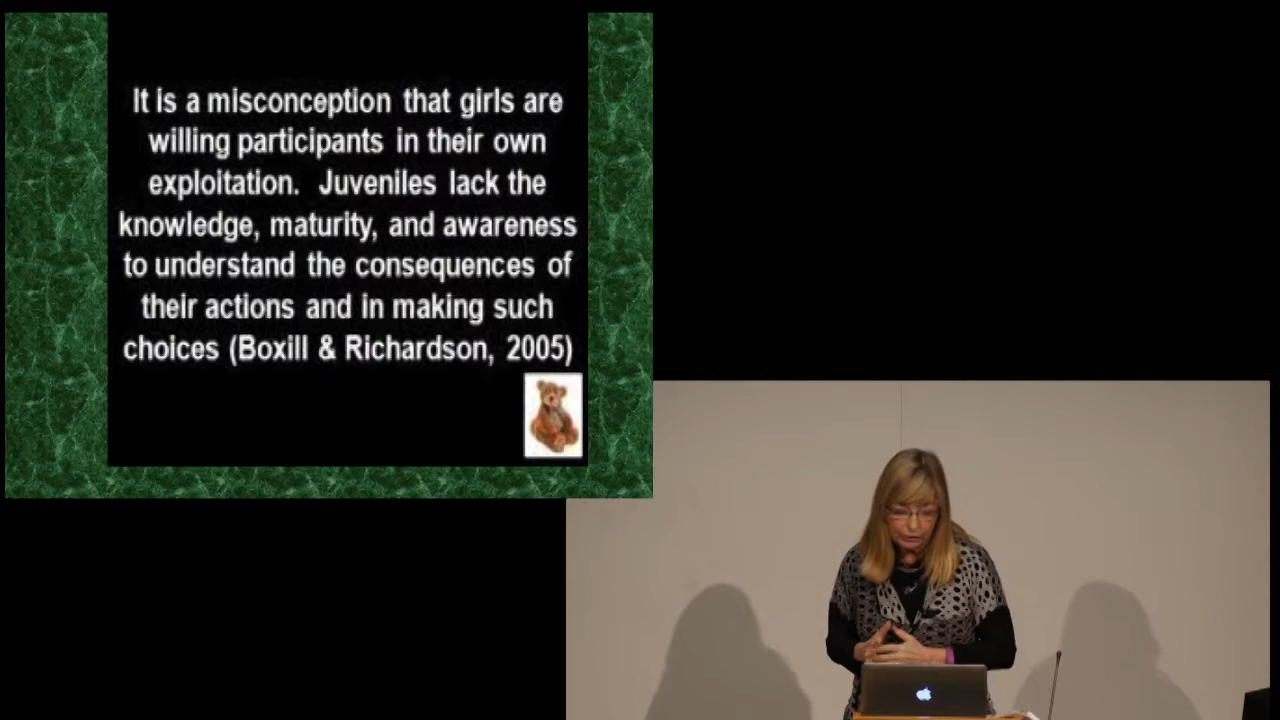 It is a misconception that girls are
willing participants in their own
exploitation. Juveniles lack the
knowledge, maturity, and awareness
to understand the consequences of
their actions and in making such
choices (Boxill & Richardson, 2005)